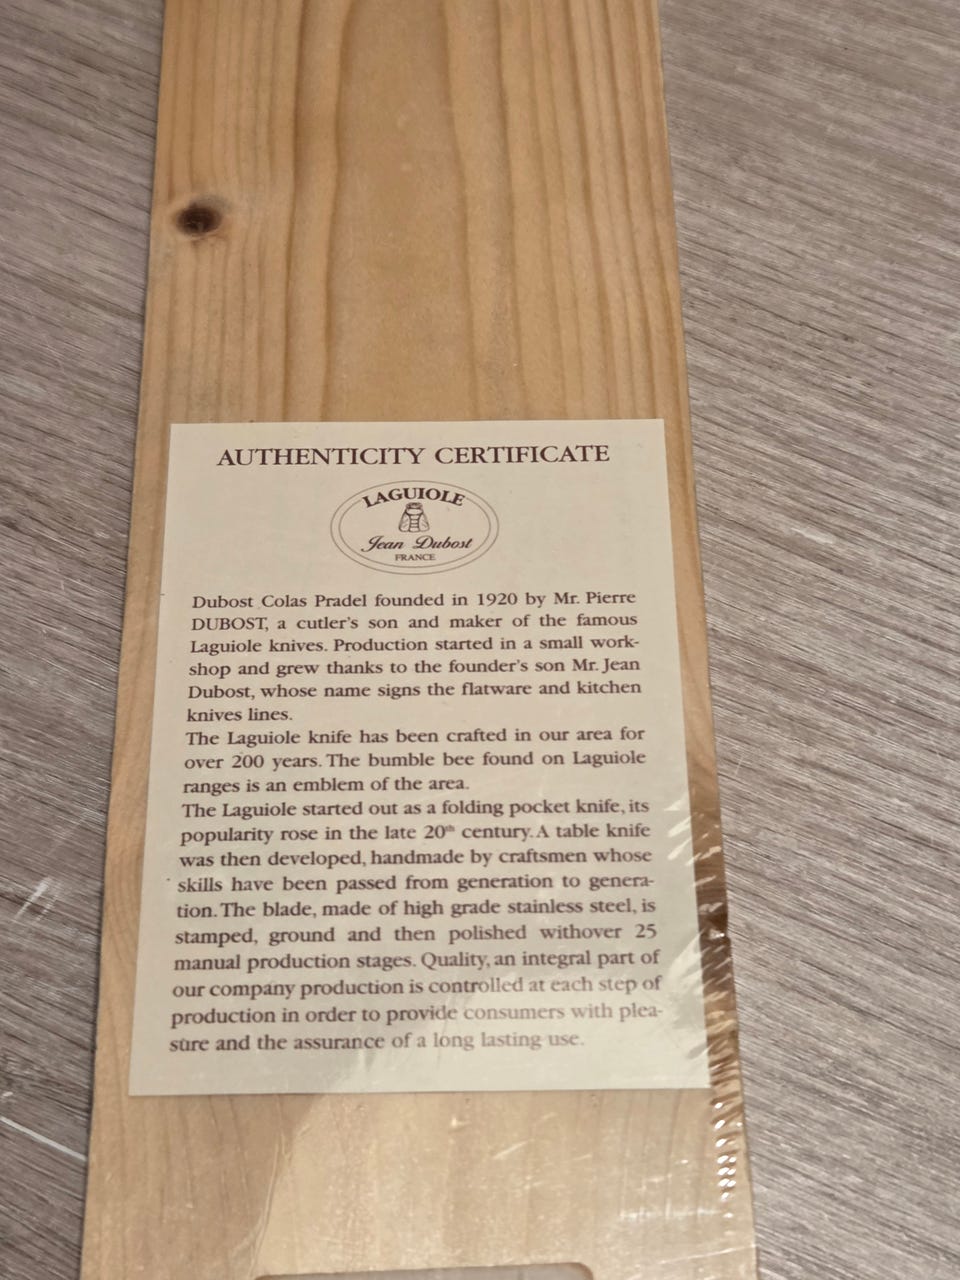 AUTHENTICITY CERTIFICATE
LAGUIOLE
Jean Dubost
FRANCE
Dubost Colas Pradel founded in 1920 by Mr. Pierre
DUBOST, a cutler's son and maker of the famous
Laguiole knives. Production started in a small work-
shop and grew thanks to the founder's son Mr. Jean
Dubost, whose name signs the flatware and kitchen
knives lines.
The Laguiole knife has been crafted in our area for
over 200 years. The bumble bee found on Laguiole
ranges is an emblem of the area.
The Laguiole started out as a folding pocket knife, its
popularity rose in the late 20th century. A table knife
was then developed, handmade by craftsmen whose
skills have been passed from generation to genera-
tion. The blade, made of high grade stainless steel, is
stamped, ground and then polished withover 25
manual production stages. Quality, an integral part of
our company production is controlled at each step of
production in order to provide consumers with plea-
sure and the assurance of a long lasting use.